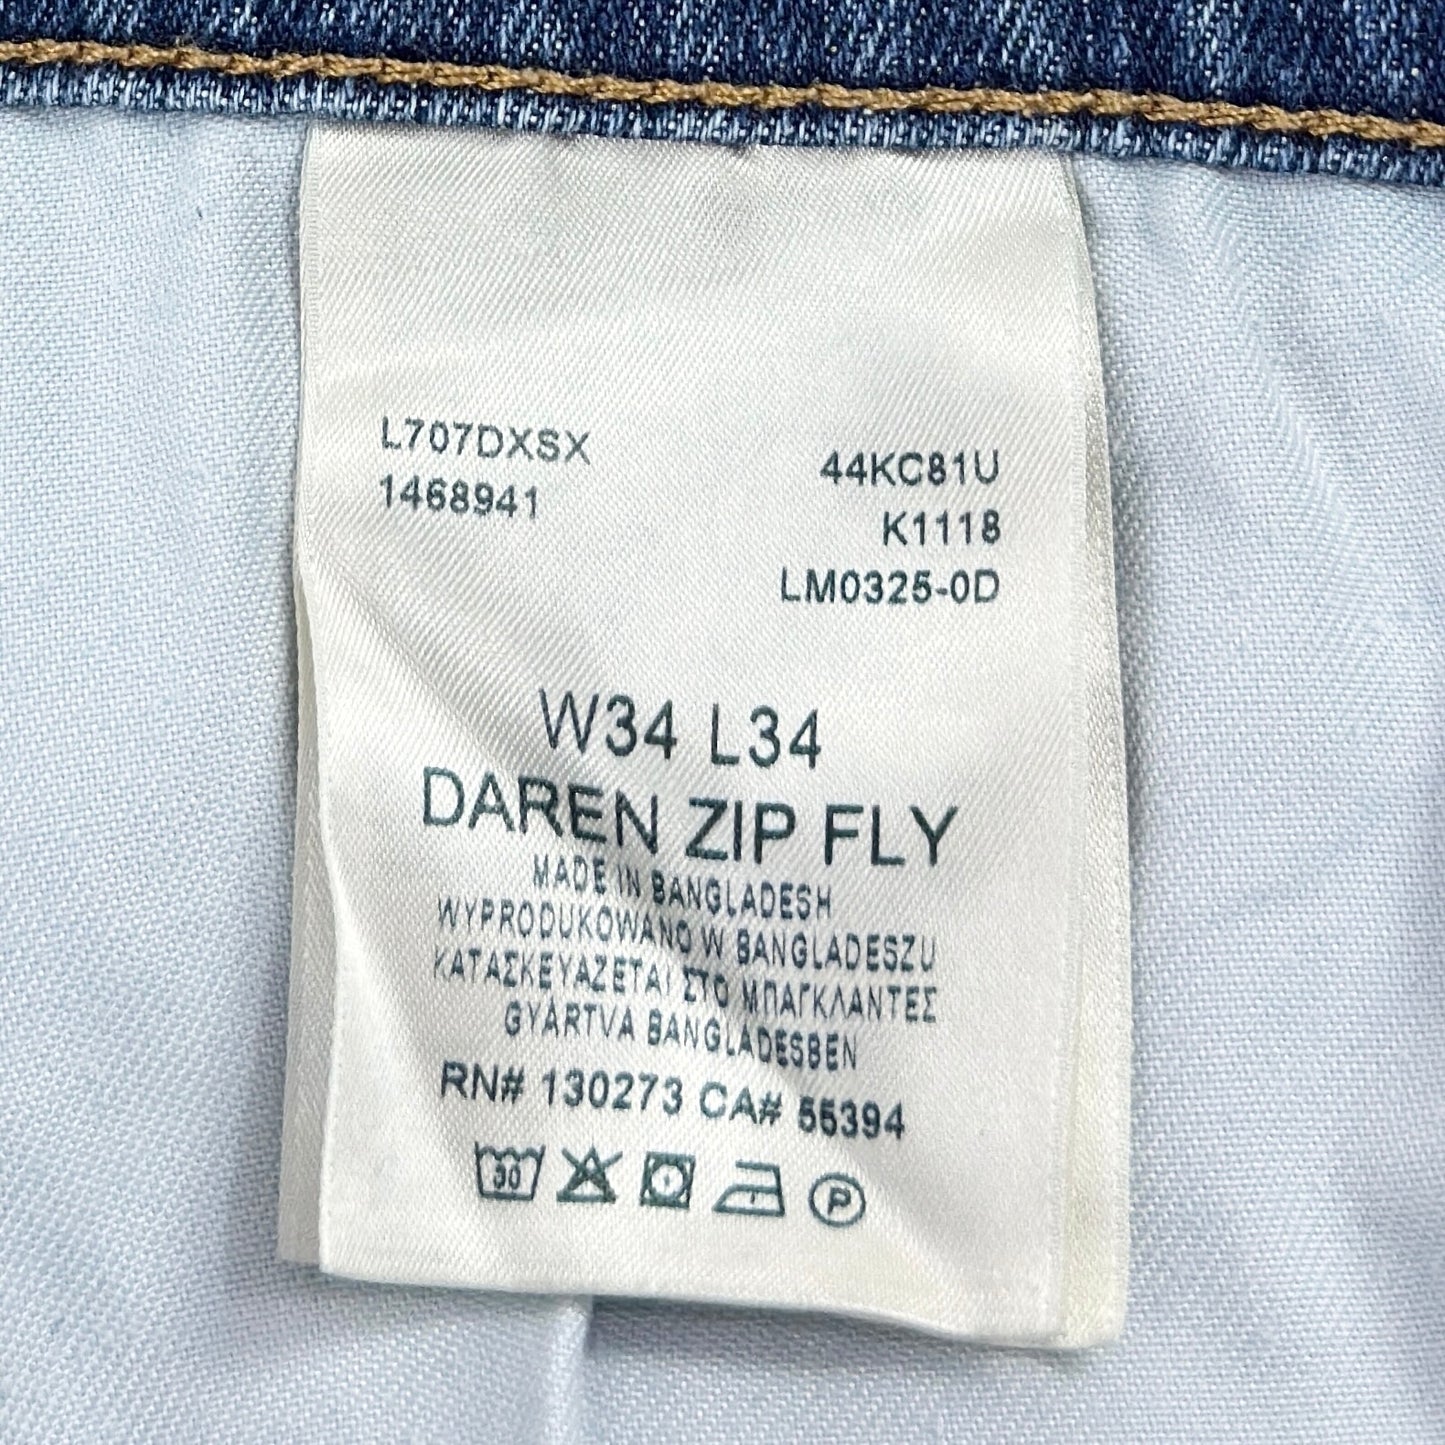 L707DXSX
1468941
44KC81U
K1118
LM0325-0D
W34 L34
DAREN ZIP FLY
MADE IN BANGLADESH
WYPRODUKOWANO W BANGLADESZU
ΚΑΤΑΣΚΕΥΑΖΕΤΑΙ ΣΤΟ ΜΠΑΓΚΛΑΝΤΕΣ
GYÁRTVA BANGLADESBEN
RN# 130273 CA# 55394
30
P